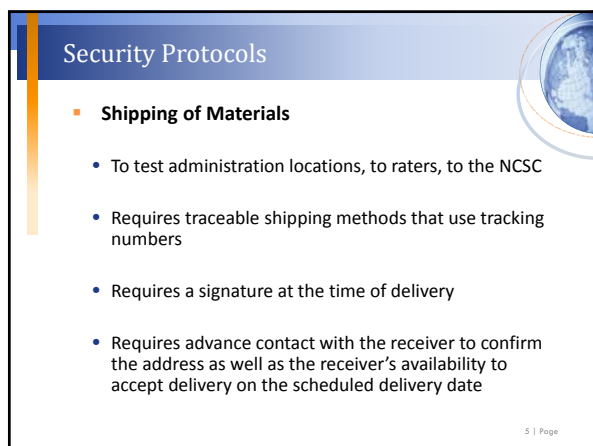 Security Protocols
▪ Shipping of Materials
• To test administration locations, to raters, to the NCSC
• Requires traceable shipping methods that use tracking
numbers
• Requires a signature at the time of delivery
• Requires advance contact with the receiver to confirm
the address as well as the receiver's availability to
accept delivery on the scheduled delivery date
5 | Page